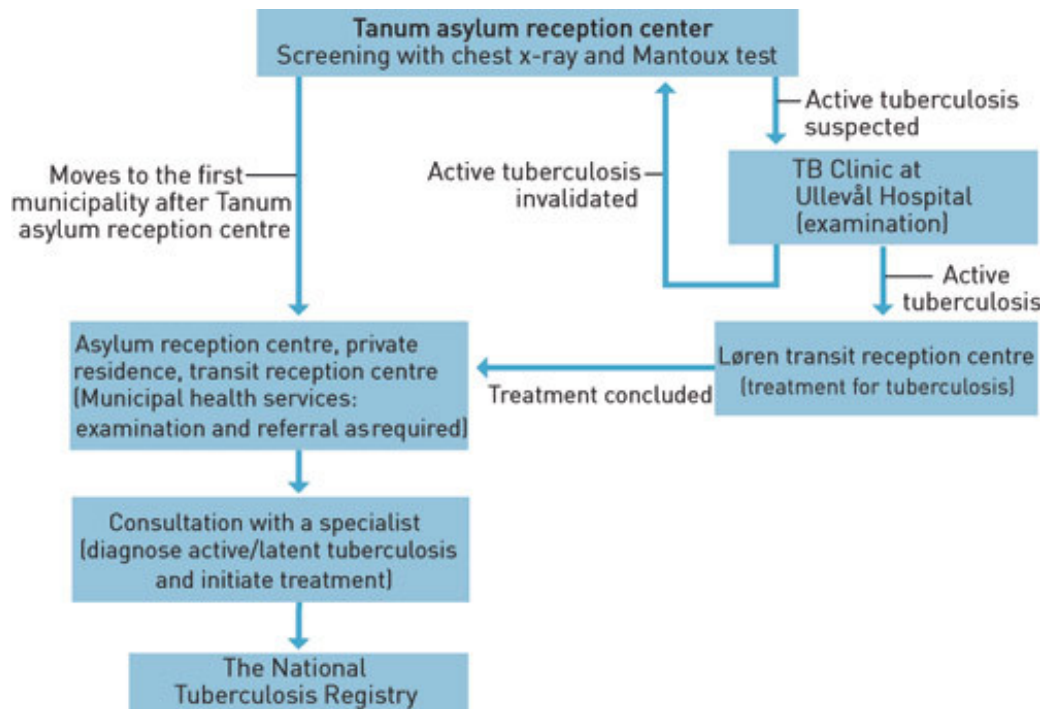 Tanum asylum reception center
Screening with chest x-ray and Mantoux test
Active tuberculosis
suspected
Moves to the first
municipality after Tanum
asylum reception centre
Active tuberculosis
invalidated
TB Clinic at
Ullevål Hospital
(examination)
Active
tuberculosis
Asylum reception centre, private
residence, transit reception centre
(Municipal health services:
examination and referral as required)
Treatment concluded
Løren transit reception centre
(treatment for tuberculosis)
Consultation with a specialist
(diagnose active/latent tuberculosis
and initiate treatment)
The National
Tuberculosis Registry